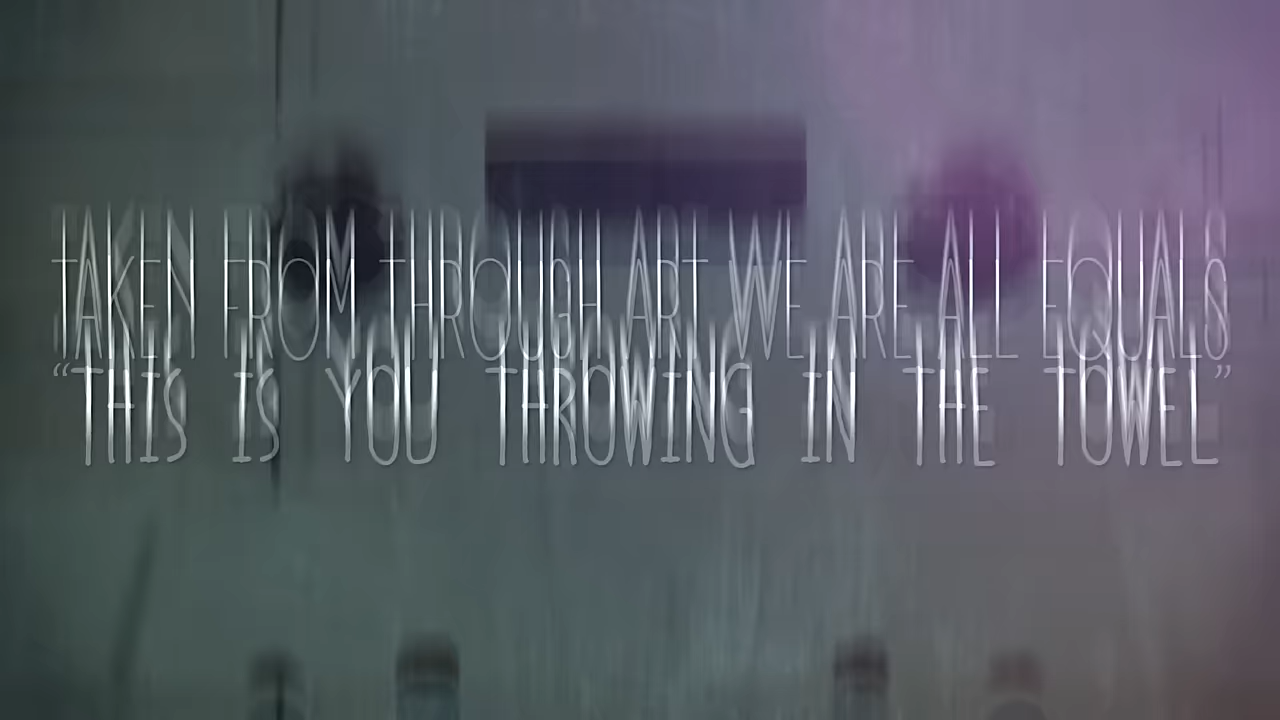 TAKEN FROM THROUGH ART WE ARE ALL EQUALS
“THIS IS YOU THROWING IN THE TOWEL”